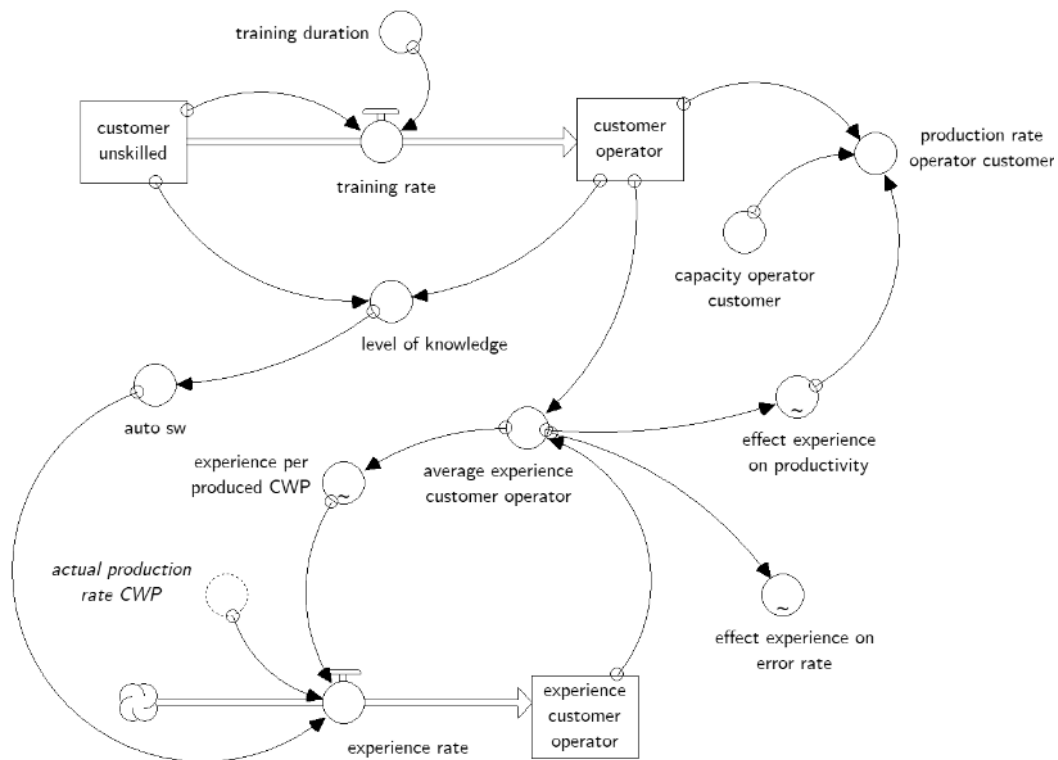 training duration
customer
unskilled
customer
operator
production rate
operator customer
training rate
capacity operator
customer
level of knowledge
auto sw
effect experience
on productivity
experience per
produced CWP
average experience
customer operator
~
~
actual production
rate CWP
~
effect experience on
error rate
experience
customer
operator
experience rate